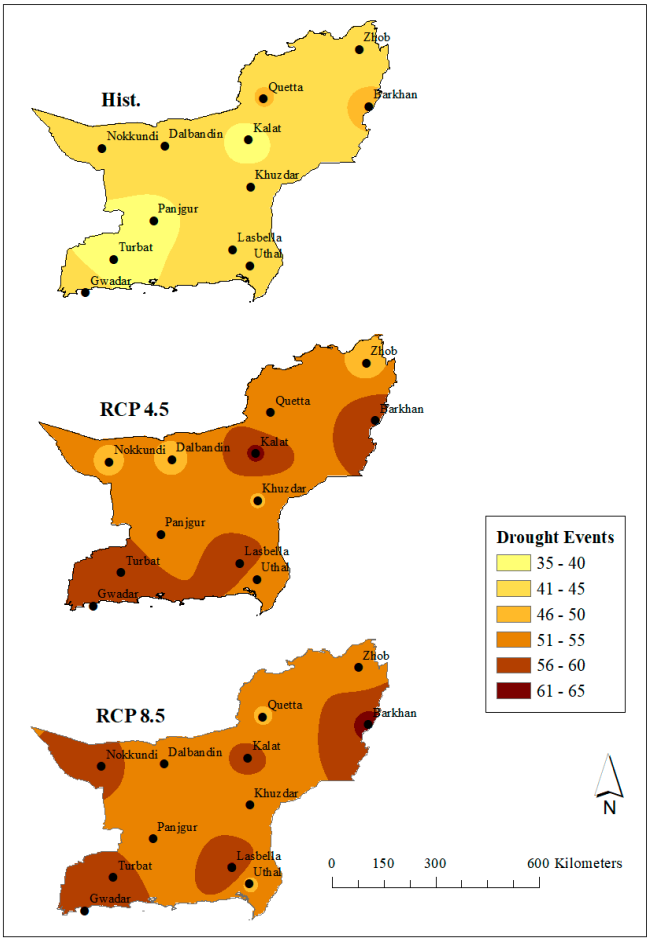 Zhob
Quetta
Barkhan
Hist.
Kalat
Nokkundi
Dalbandin
Khuzdar
Panjgur
Lasbella
Turbat
Uthal
Gwadar
Zhob
RCP 4.5
Quetta
Barkhan
Kalat
Nokkundi
Dalbandin
Khuzdar
Panjgur
Lasbella
Turbat
Uthal
Gwadar
Drought Events
35 - 40
41 - 45
46 - 50
51 - 55
56 - 60
61 - 65
Zhob
RCP 8.5
Quetta
Barkhan
Kalat
Nokkundi
Dalbandin
Khuzdar
Panjgur
Lasbella
Turbat
Uthal
Gwadar
N
0 150 300 600 Kilometers